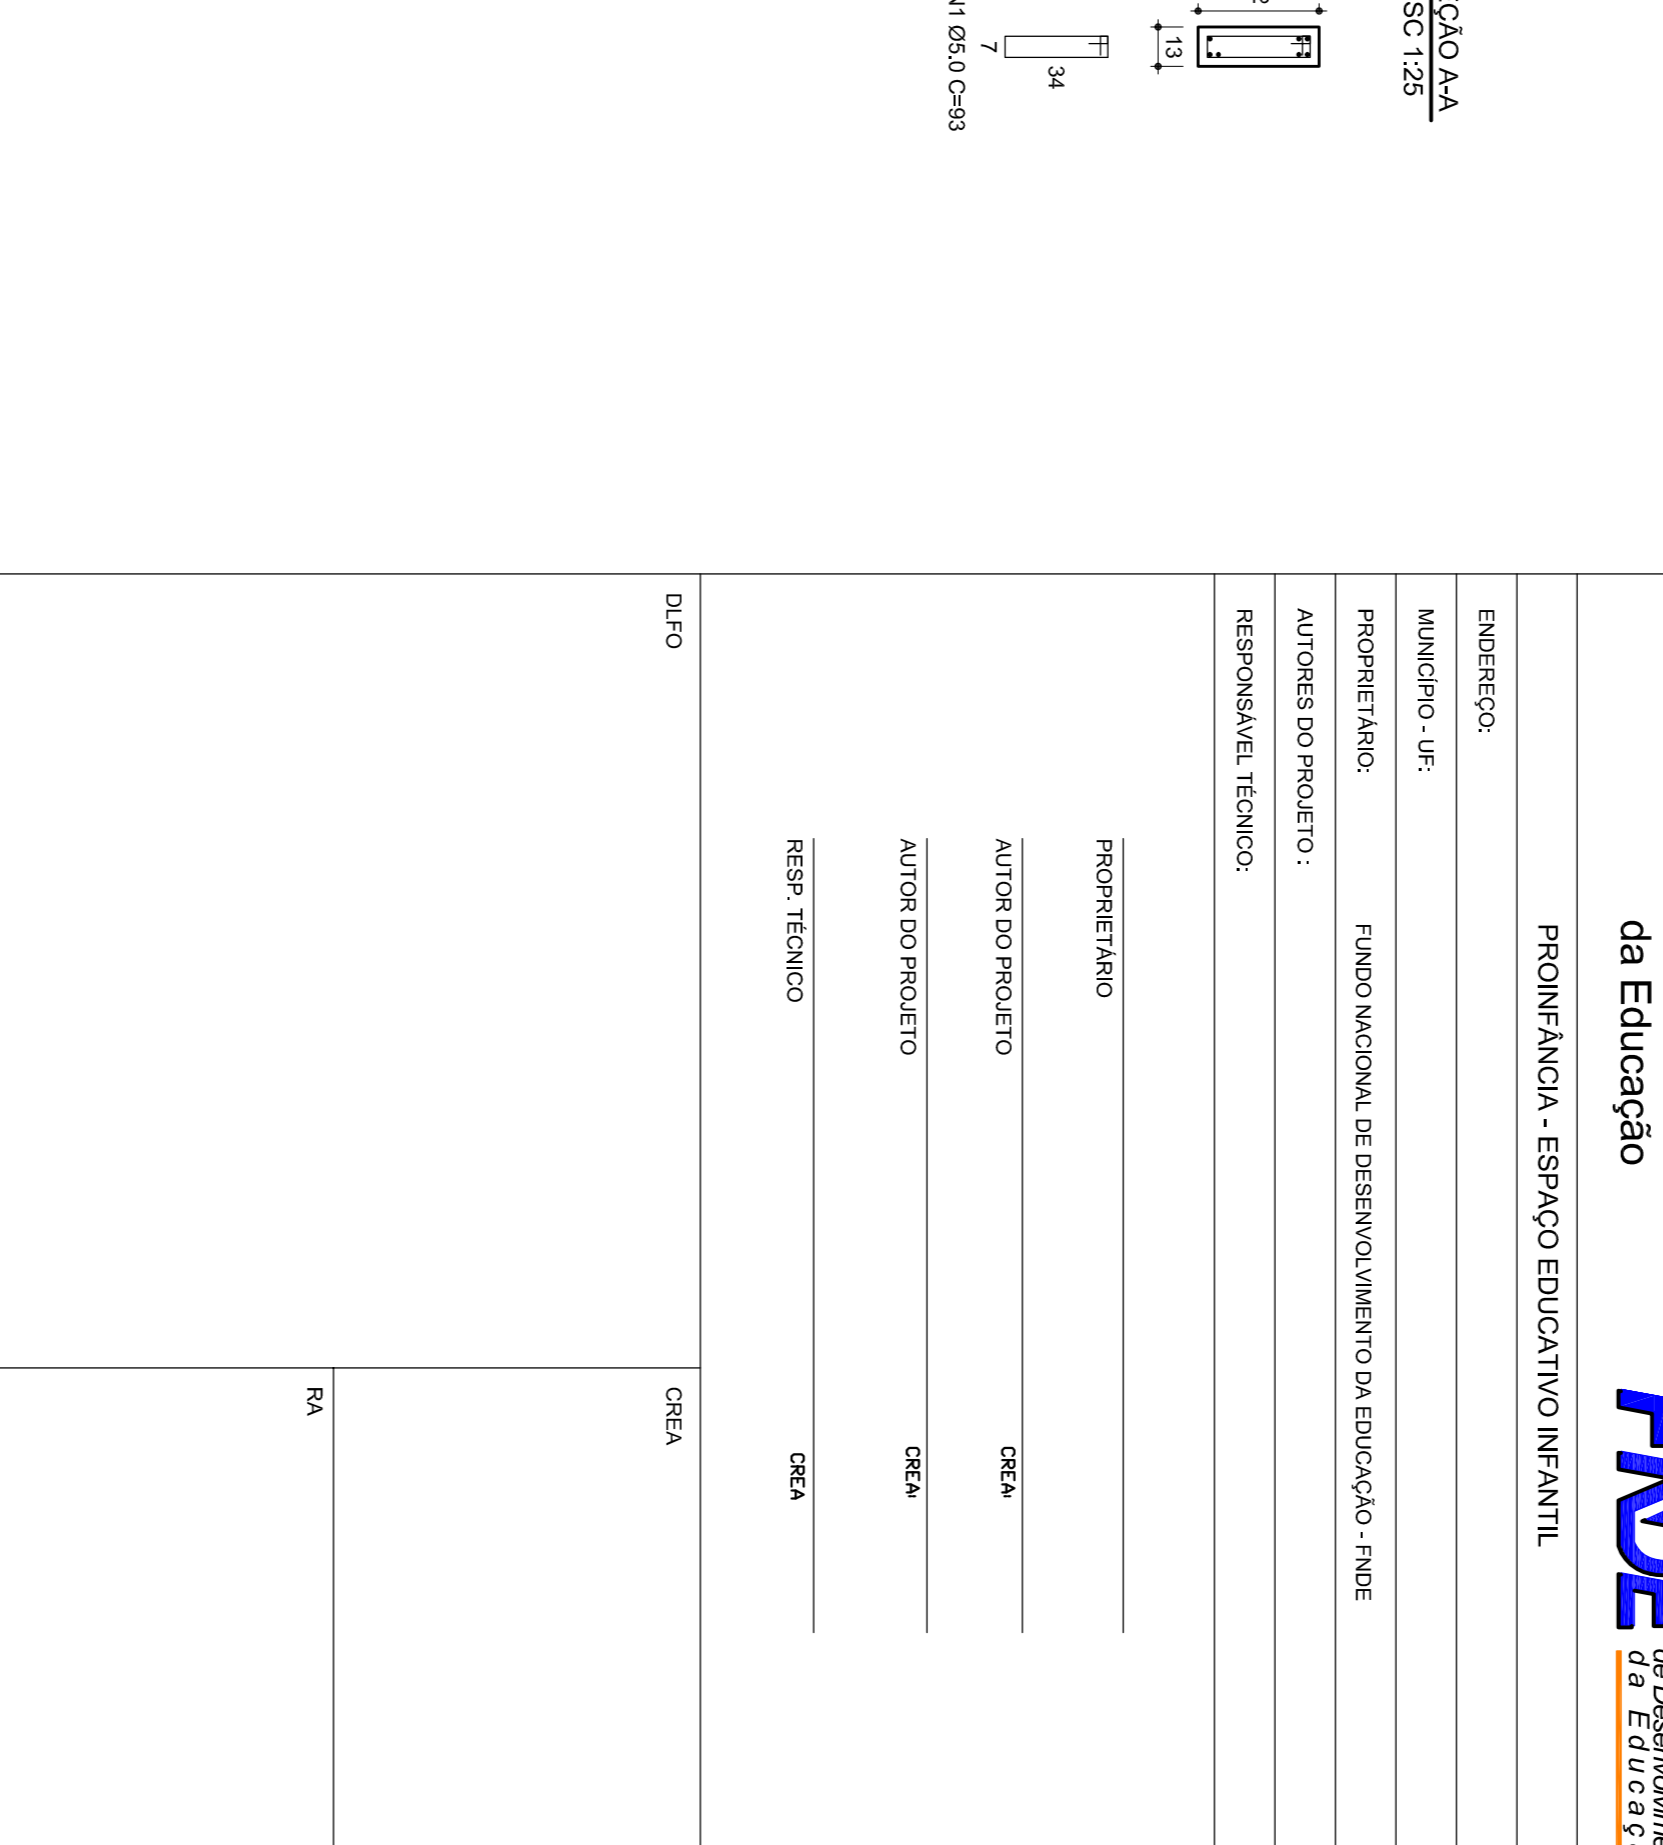 SC 1:25
13
34
7
Ø5.0 C=93
da Educação
FNDE
da
PROINFÂNCIA - ESPAÇO EDUCATIVO INFANTIL
ENDEREÇO:
MUNICÍPIO - UF:
PROPRIETÁRIO: FUNDO NACIONAL DE DESENVOLVIMENTO DA EDUCAÇÃO - FNDE
AUTORES DO PROJETO :
RESPONSÁVEL TÉCNICO:
PROPRIETÁRIO
AUTOR DO PROJETO CREA:
AUTOR DO PROJETO CREA:
RESP. TÉCNICO CREA
DLFO
CREA
RA